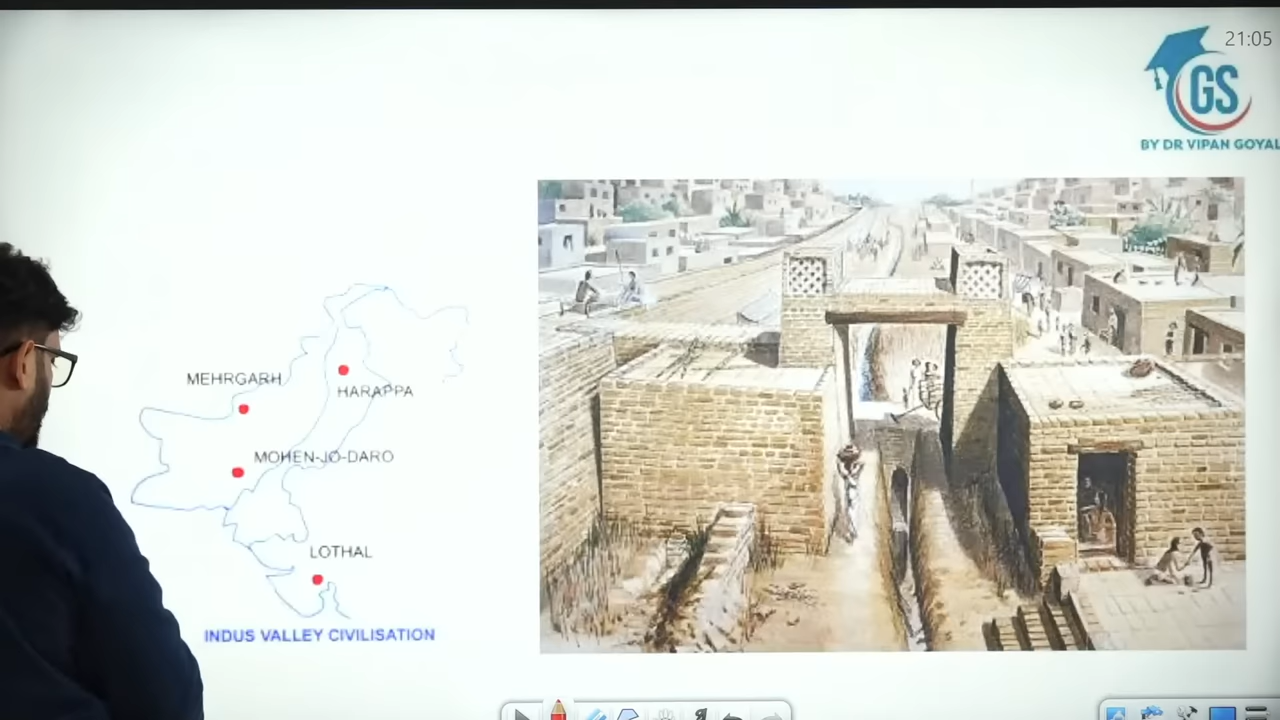 21:05
GS
BY DR VIPAN GOYAL
MEHRGARH
HARAPPA
MOHEN-JO-DARO
LOTHAL
INDUS VALLEY CIVILISATION